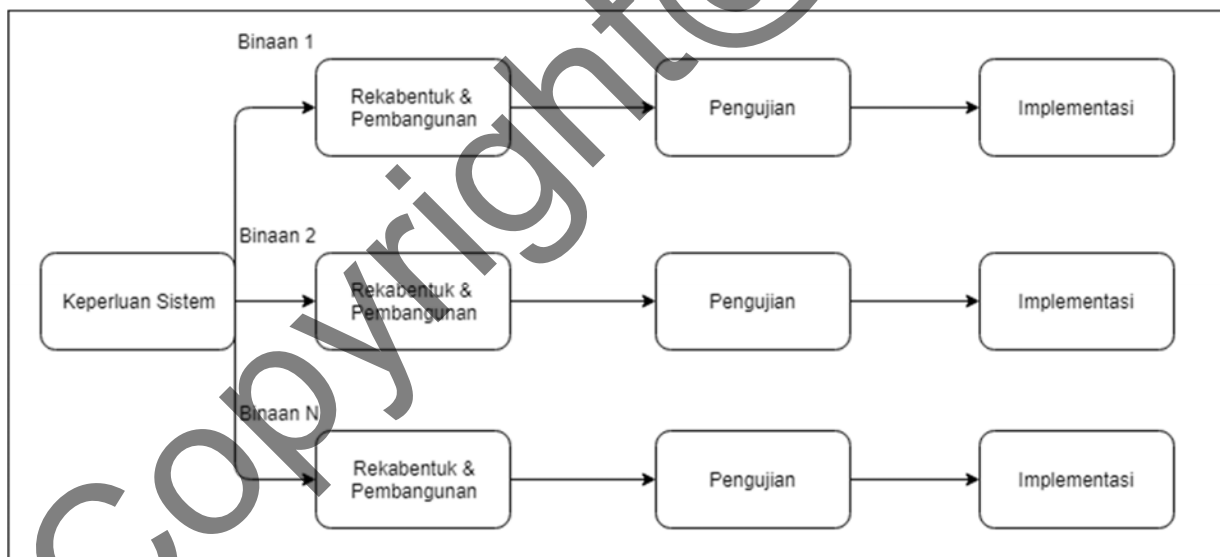 Binaan 1
Rekabentuk &
Pembangunan
Pengujian
Implementasi
Binaan 2
Keperluan Sistem
Rekabentuk &
Pembangunan
Pengujian
Implementasi
Binaan N
Rekabentuk &
Pembangunan
Pengujian
Implementasi
Copyright@